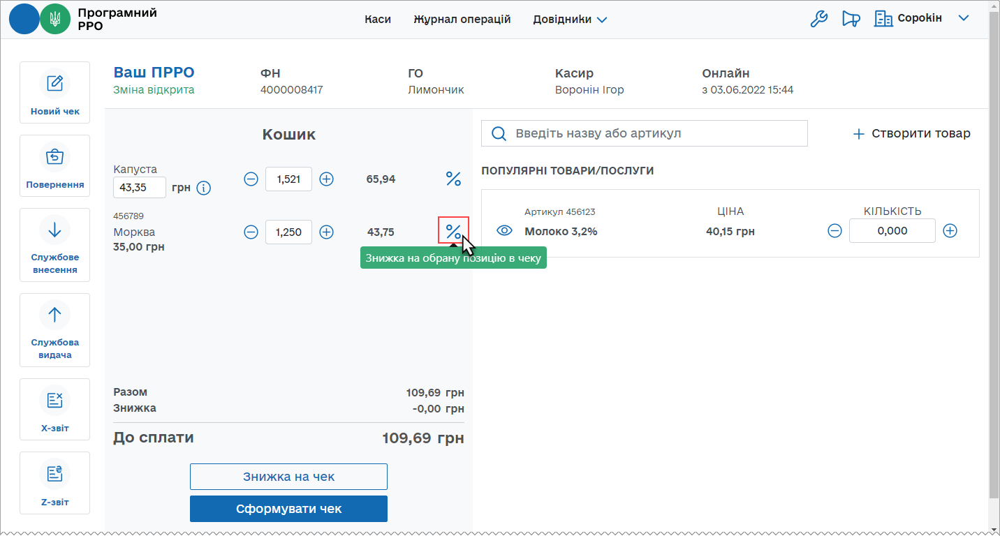 Програмний
РРО
Каси
Журнал операцій
Довідники
Сорокін
Новий чек
Повернення
Службове
внесення
Службова
видача
X-звіт
Z-звіт
Ваш ПРРО
Зміна відкрита
ФН
4000008417
ГО
Лимончик
Касир
Воронін Ігор
Онлайн
з 03.06.2022 15:44
Кошик
Капуста
43,35 грн
1,521
65,94
456789
Морква
35,00 грн
1,250
43,75
Знижка на обрану позицію в чеку
Разом 109,69 грн
Знижка -0,00 грн
До сплати 109,69 грн
Знижка на чек
Сформувати чек
Введіть назву або артикул
Створити товар
ПОПУЛЯРНІ ТОВАРИ/ПОСЛУГИ
Артикул 456123
Молоко 3,2%
ЦІНА
40,15 грн
КІЛЬКІСТЬ
0,000